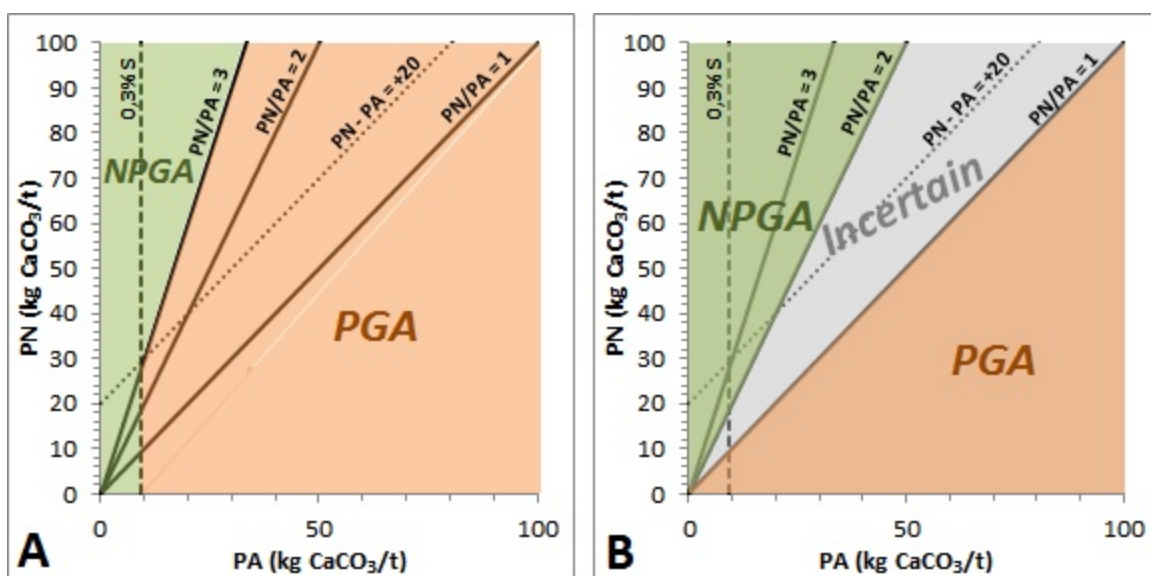 100
90
80
70
60
50
40
30
20
10
0
PN (kg CaCO₃/t)
0,3% S
PN/PA = 3
PN/PA = 2
PN - PA = +20
PN/PA = 1
NPGA
PGA
0
50
100
PA (kg CaCO₃/t)
A
100
90
80
70
60
50
40
30
20
10
0
PN (kg CaCO₃/t)
0,3% S
PN/PA = 3
PN/PA = 2
PN - PA = +20
PN/PA = 1
NPGA
Incertain
PGA
0
50
100
PA (kg CaCO₃/t)
B